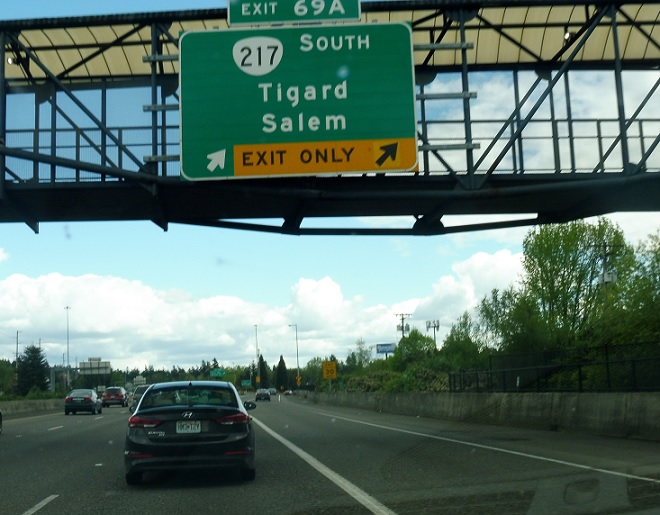 EXIT 69A
217 SOUTH
Tigard
Salem
EXIT ONLY